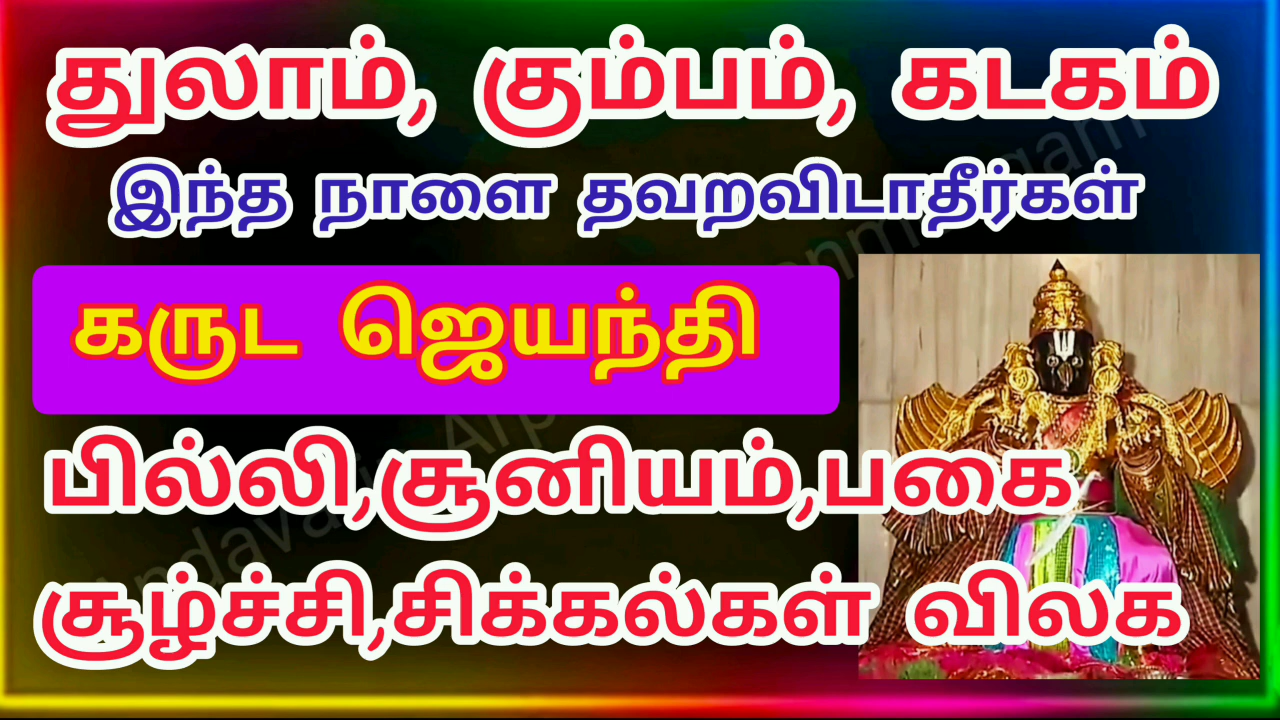 துலாம், கும்பம், கடகம்
இந்த நாளை தவறவிடாதீர்கள்
கருட ஜெயந்தி
பில்லி,சூனியம்,பகை
சூழ்ச்சி,சிக்கல்கள் விலக